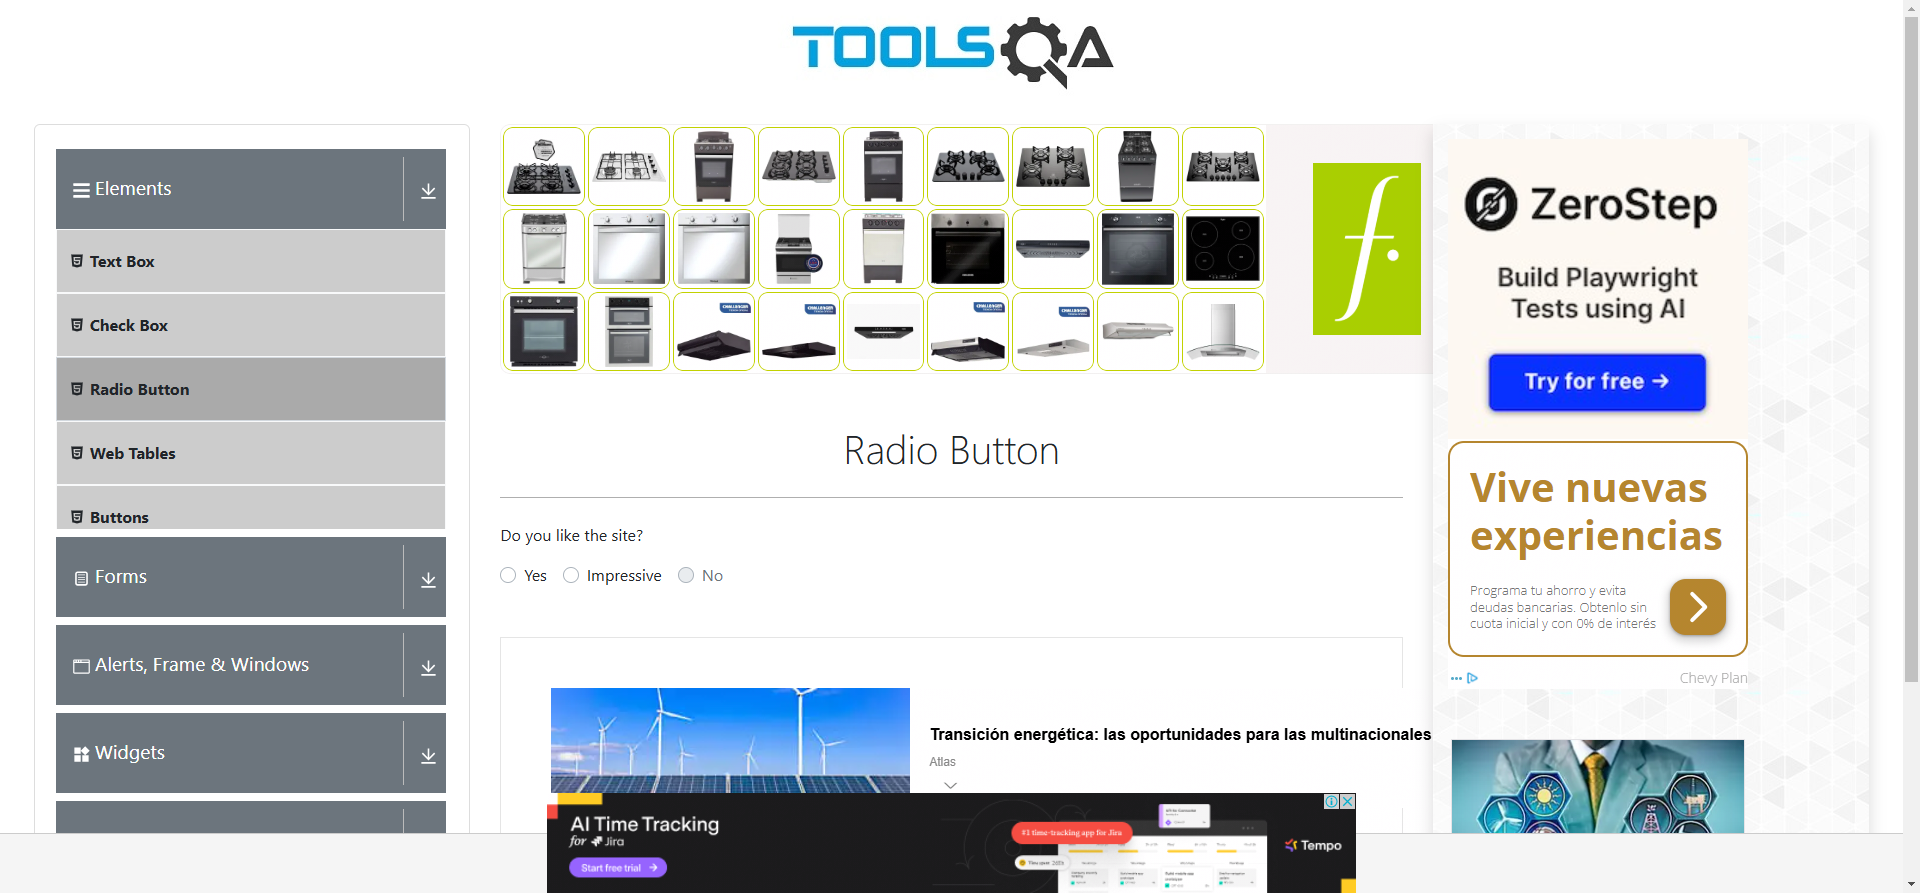 TOOLSQA
Elements
Text Box
Check Box
Radio Button
Web Tables
Buttons
Forms
Alerts, Frame & Windows
Widgets
CHALLENGER
CHALLENGER
CHALLENGER
CHALLENGER
f.
Radio Button
Do you like the site?
Yes
Impressive
No
Transición energética: las oportunidades para las multinacionales
Atlas
AI Time Tracking
for Jira
Start free trial →
#1 time-tracking app for Jira
Tempo
ZeroStep
Build Playwright
Tests using AI
Try for free →
Vive nuevas
experiencias
Programa tu ahorro y evita
deudas bancarias. Obtenlo sin
cuota inicial y con 0% de interés
Chevy Plan